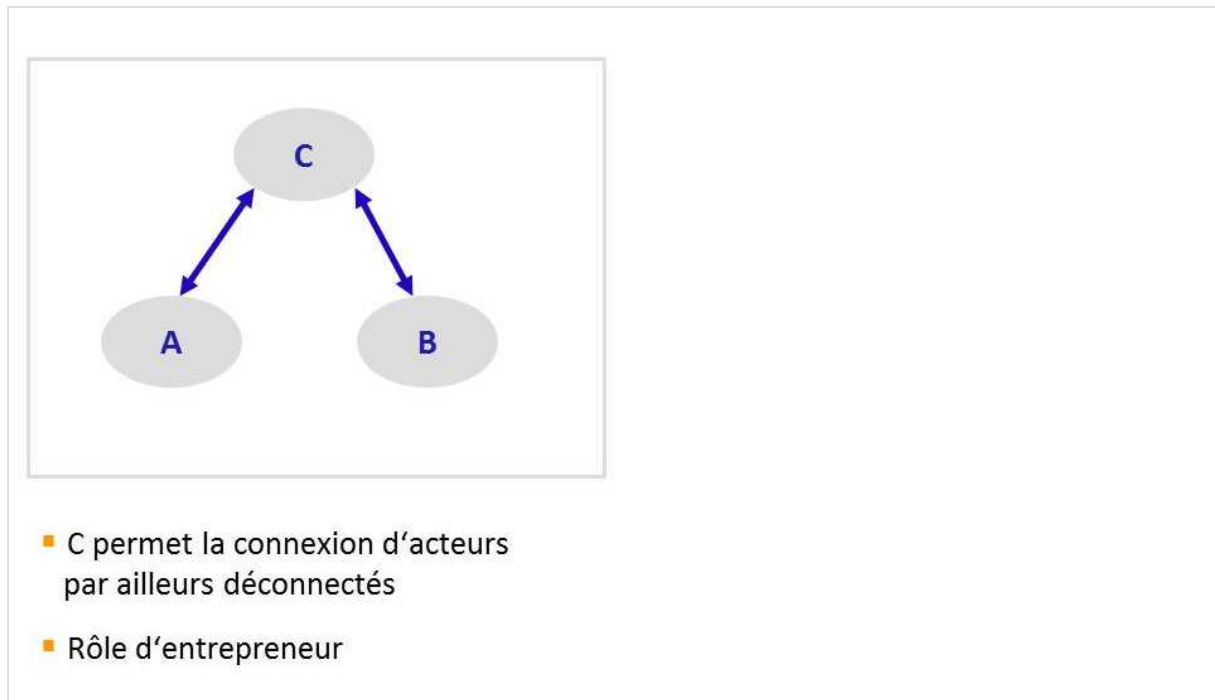 C
A
B
▪ C permet la connexion d‘acteurs
par ailleurs déconnectés
▪ Rôle d‘entrepreneur